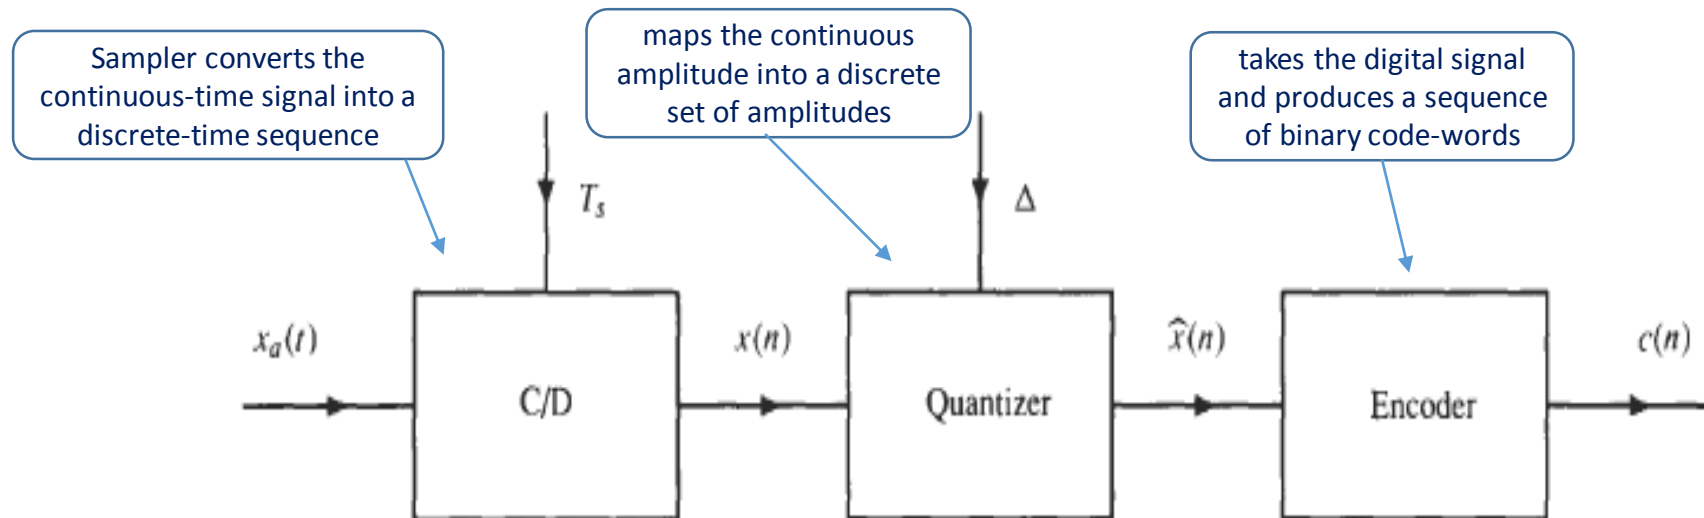 Sampler converts the
continuous-time signal into a
discrete-time sequence
maps the continuous
amplitude into a discrete
set of amplitudes
takes the digital signal
and produces a sequence
of binary code-words
Tₛ
Δ
xₐ(t)
C/D
x(n)
Quantizer
x̂(n)
Encoder
c(n)